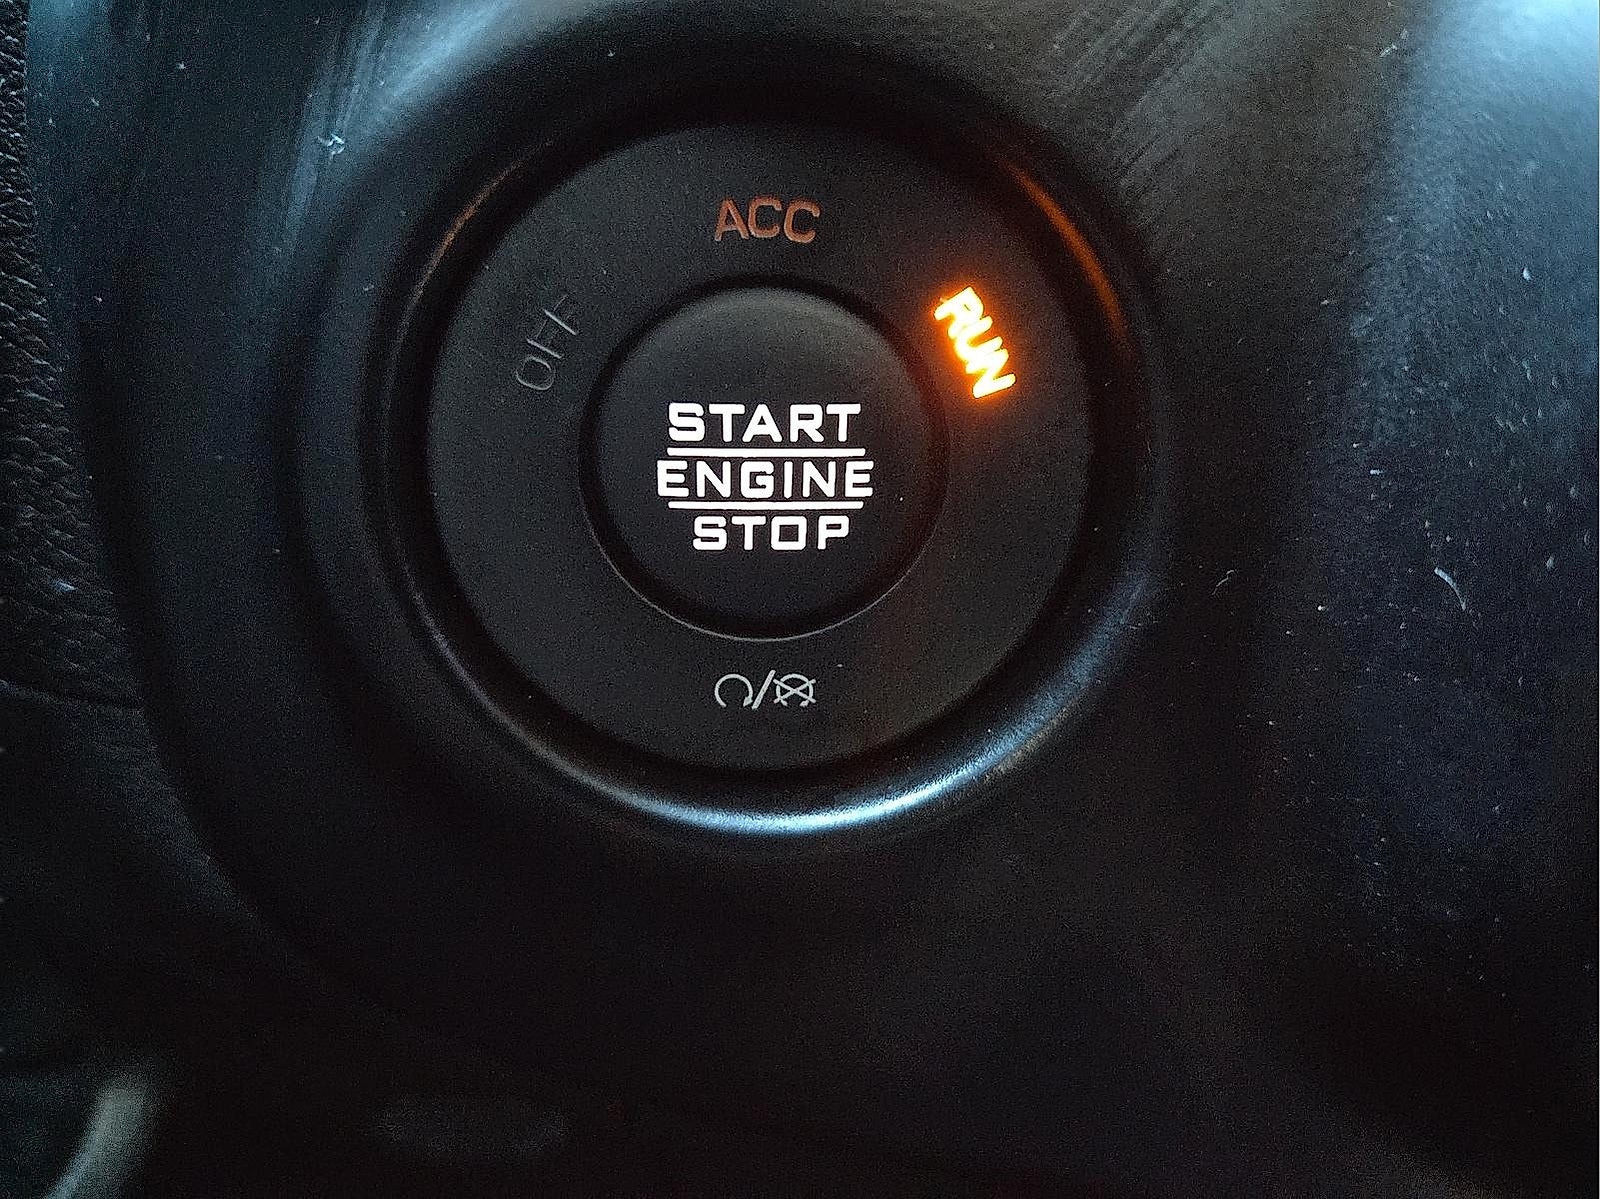 ACC
OFF
RUN
START
ENGINE
STOP